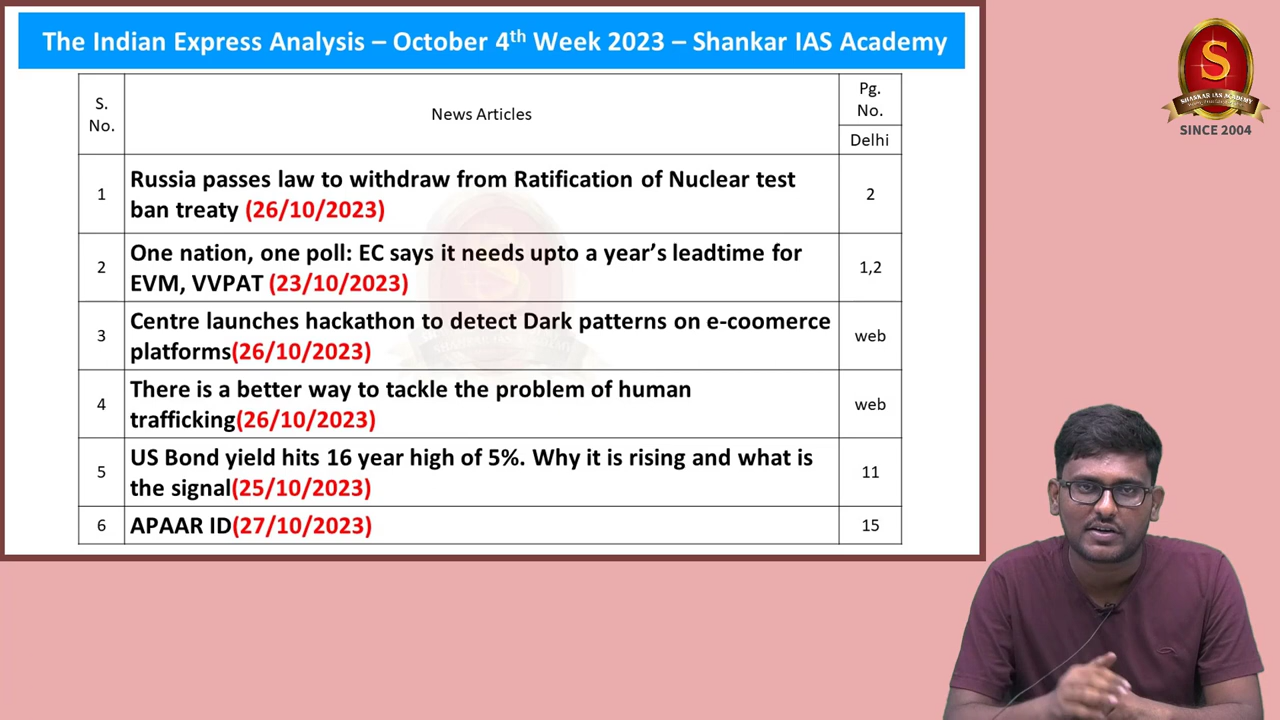 The Indian Express Analysis – October 4th Week 2023 – Shankar IAS Academy
S.
No.
News Articles
Pg.
No.
Delhi
1
Russia passes law to withdraw from Ratification of Nuclear test
ban treaty (26/10/2023)
2
2
One nation, one poll: EC says it needs upto a year's leadtime for
EVM, VVPAT (23/10/2023)
1,2
3
Centre launches hackathon to detect Dark patterns on e-coomerce
platforms(26/10/2023)
web
4
There is a better way to tackle the problem of human
trafficking(26/10/2023)
web
5
US Bond yield hits 16 year high of 5%. Why it is rising and what is
the signal(25/10/2023)
11
6
APAAR ID(27/10/2023)
15
S
SHANKAR IAS ACADEMY
SINCE 2004